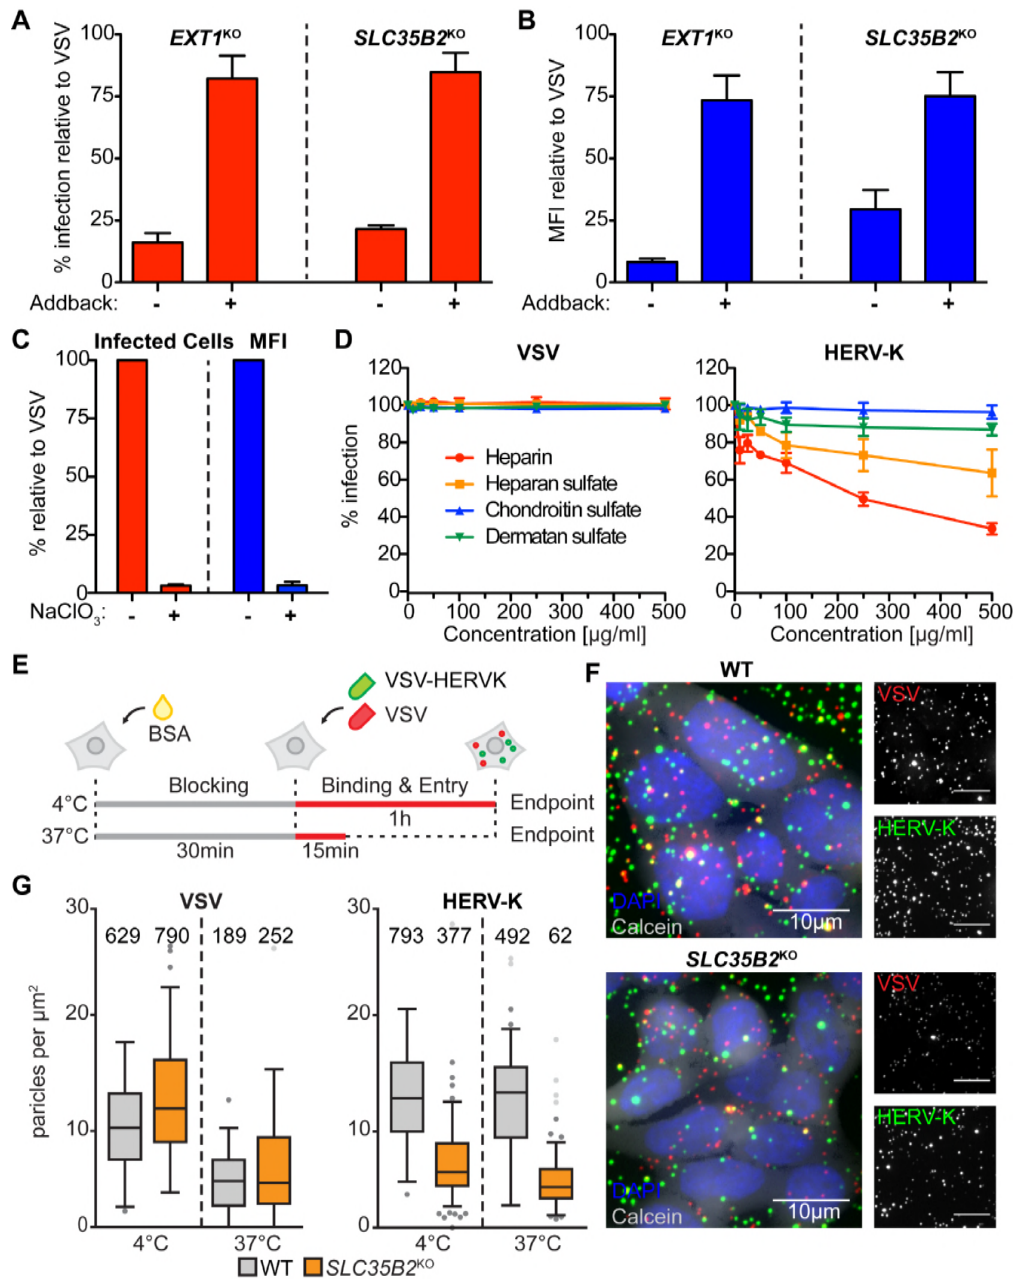 A
EXT1KO
SLC35B2KO
% infection relative to VSV
100
75
50
25
0
Addback:
-
+
-
+
B
EXT1KO
SLC35B2KO
MFI relative to VSV
100
75
50
25
0
Addback:
-
+
-
+
C
Infected Cells
MFI
% relative to VSV
100
75
50
25
0
NaClO3:
-
+
-
+
D
VSV
% infection
120
100
80
60
40
20
0
Heparin
Heparan sulfate
Chondroitin sulfate
Dermatan sulfate
0
100
200
300
400
500
Concentration [µg/ml]
HERV-K
120
100
80
60
40
20
0
0
100
200
300
400
500
Concentration [µg/ml]
E
BSA
VSV-HERVK
VSV
Blocking
Binding & Entry
4°C
1h
Endpoint
37°C
30min
15min
Endpoint
F
WT
DAPI
Calcein
10µm
VSV
HERV-K
SLC35B2KO
DAPI
Calcein
10µm
VSV
HERV-K
G
VSV
paricles per µm2
30
20
10
0
629 790 189 252
4°C
37°C
HERV-K
30
20
10
0
793 377 492 62
4°C
37°C
WT
SLC35B2KO